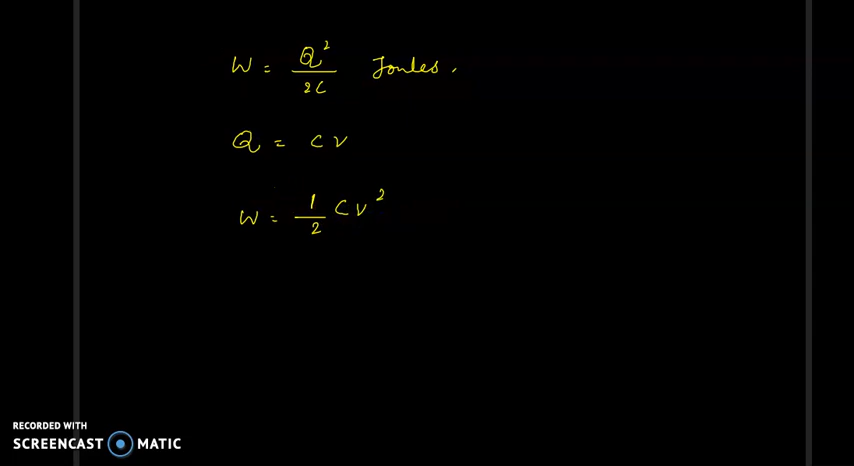 W = Q² / 2C Joules.
Q = CV
W = 1/2 CV²
RECORDED WITH
SCREENCAST MATIC